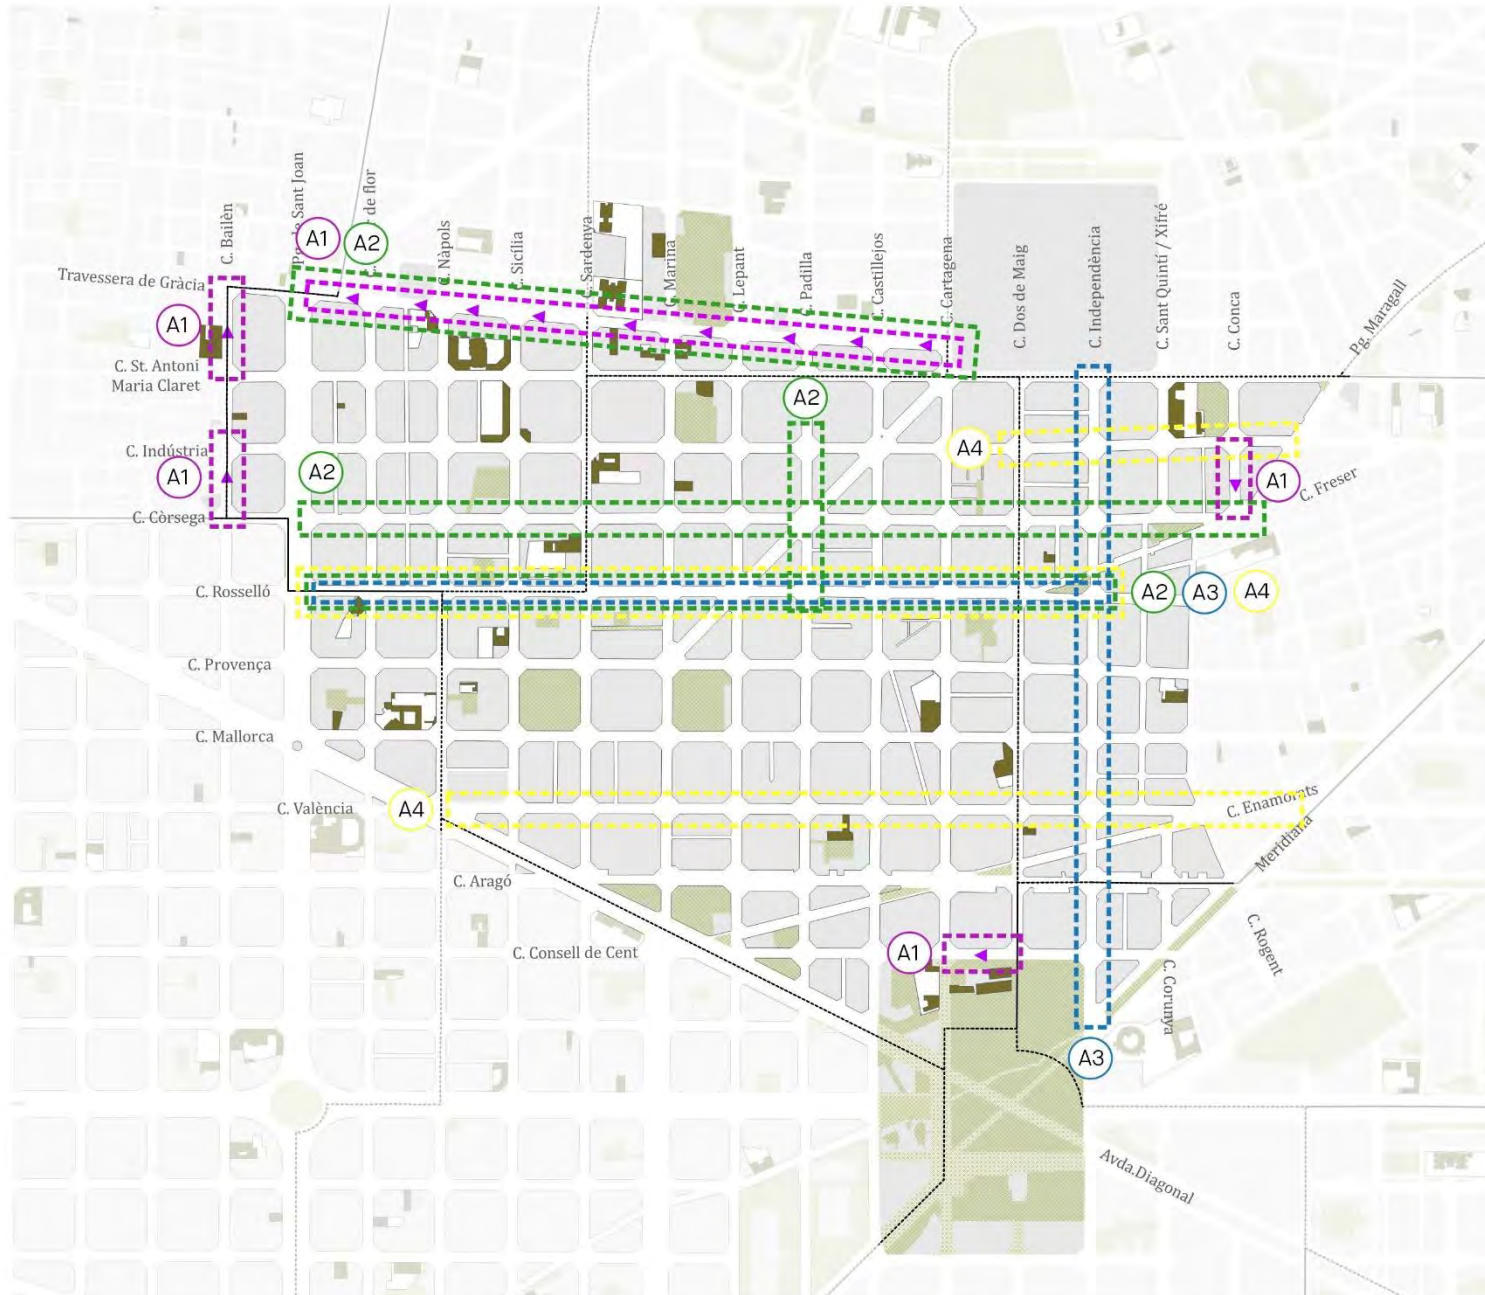 Pg. de Sant Joan
de flor
C. Bailèn
C. Nàpols
C. Sicília
C. Sardenya
C. Marina
C. Lepant
C. Padilla
C. Castillejos
C. Cartagena
C. Dos de Maig
C. Independència
C. Sant Quintí / Xifré
C. Conca
Pg. Maragall
A1
A2
Travessera de Gràcia
A1
C. St. Antoni
Maria Claret
A2
C. Indústria
A4
A1
A2
A1
C. Freser
C. Còrsega
C. Rosselló
A2
A3
A4
C. Provença
C. Mallorca
C. València
A4
C. Enamorats
Meridiana
C. Aragó
C. Consell de Cent
A1
C. Rogent
C. Corunya
A3
Avda.Diagonal